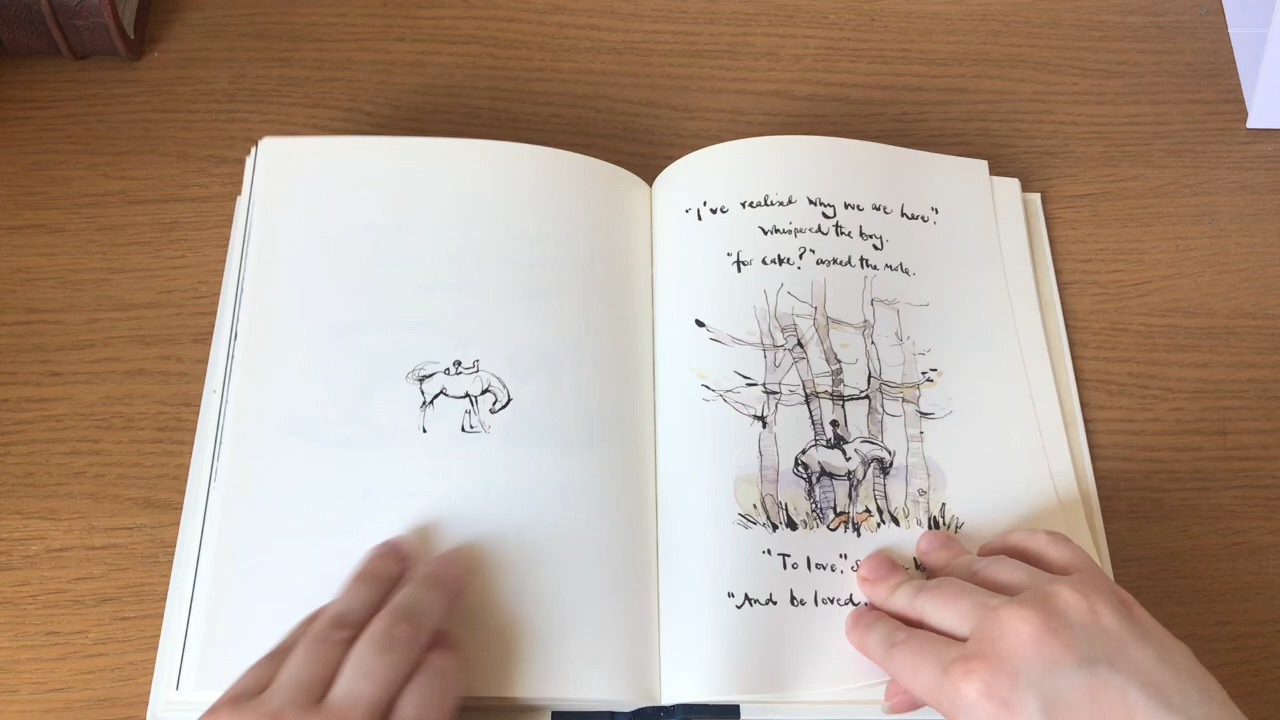 "I've realised why we are here."
whispered the boy.
"for cake?" asked the mole.
"To love,"
"And be loved